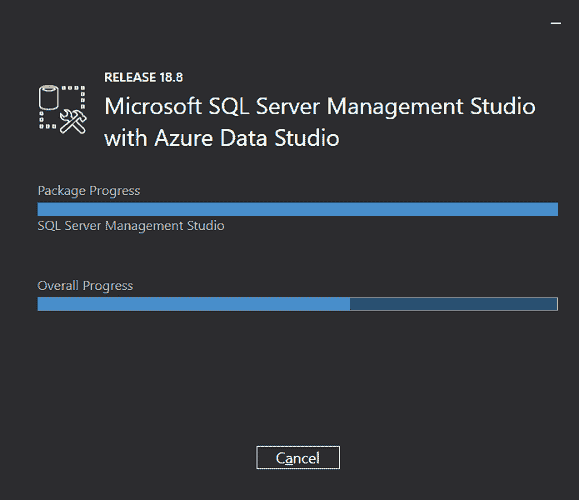 RELEASE 18.8
Microsoft SQL Server Management Studio
with Azure Data Studio
Package Progress
SQL Server Management Studio
Overall Progress
Cancel